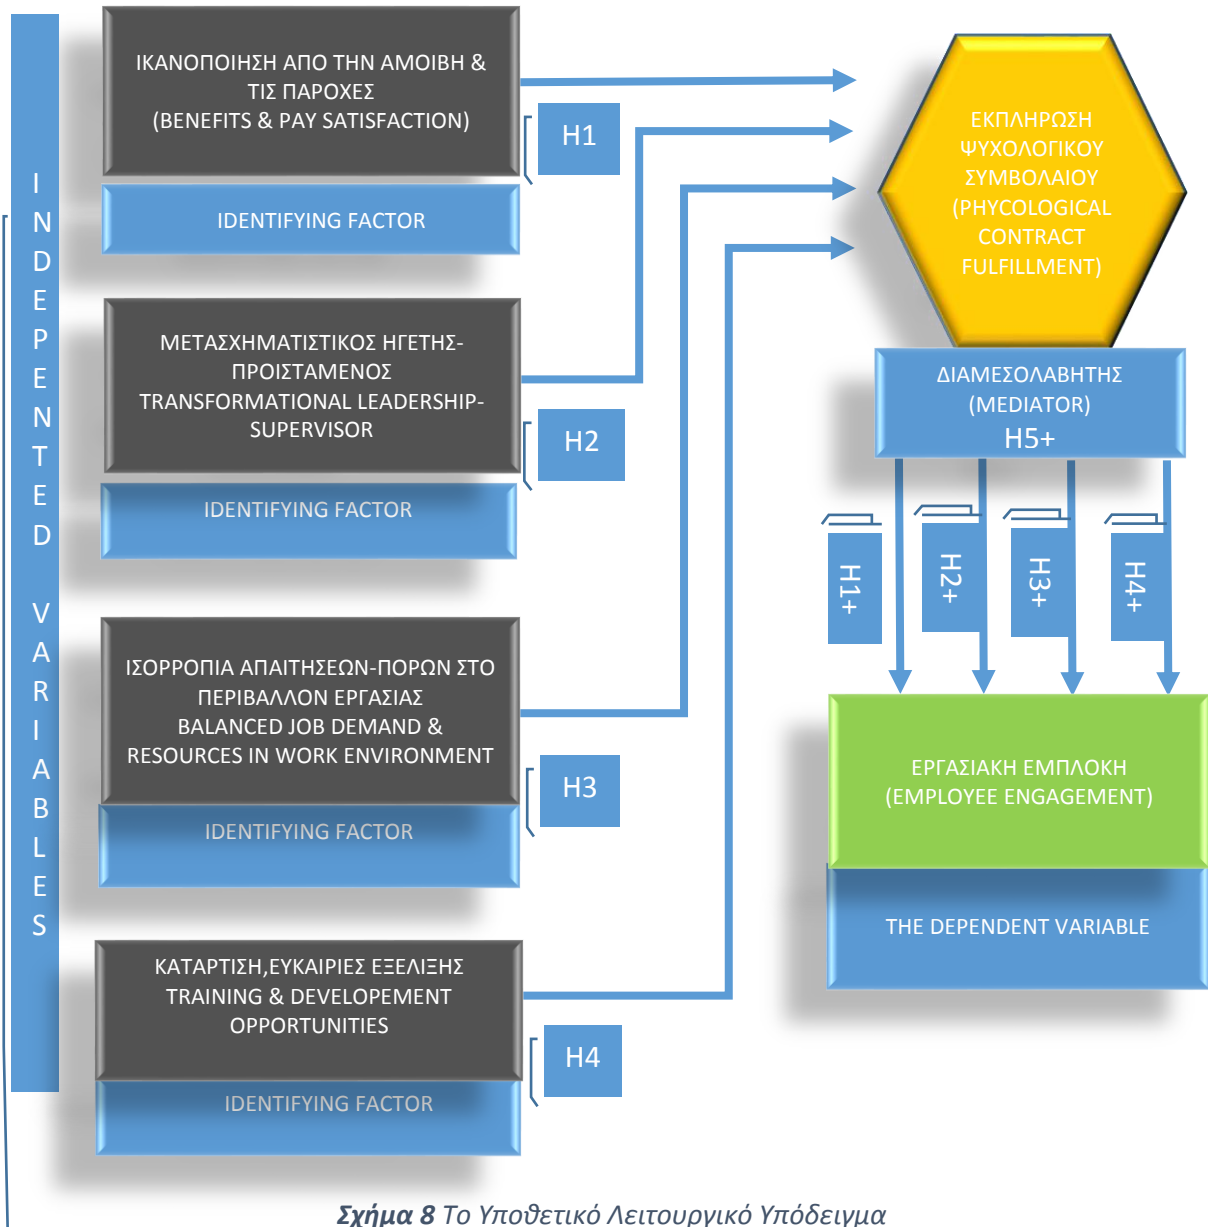 INDEPENTED VARIABLES
ΙΚΑΝΟΠΟΙΗΣΗ ΑΠΟ ΤΗΝ ΑΜΟΙΒΗ &
ΤΙΣ ΠΑΡΟΧΕΣ
(BENEFITS & PAY SATISFACTION)
H1
IDENTIFYING FACTOR
ΜΕΤΑΣΧΗΜΑΤΙΣΤΙΚΟΣ ΗΓΕΤΗΣ-
ΠΡΟΙΣΤΑΜΕΝΟΣ
TRANSFORMATIONAL LEADERSHIP-
SUPERVISOR
H2
IDENTIFYING FACTOR
ΙΣΟΡΡΟΠΙΑ ΑΠΑΙΤΗΣΕΩΝ-ΠΟΡΩΝ ΣΤΟ
ΠΕΡΙΒΑΛΛΟΝ ΕΡΓΑΣΙΑΣ
BALANCED JOB DEMAND &
RESOURCES IN WORK ENVIRONMENT
H3
IDENTIFYING FACTOR
ΚΑΤΑΡΤΙΣΗ,ΕΥΚΑΙΡΙΕΣ ΕΞΕΛΙΞΗΣ
TRAINING & DEVELOPEMENT
OPPORTUNITIES
H4
IDENTIFYING FACTOR
ΕΚΠΛΗΡΩΣΗ
ΨΥΧΟΛΟΓΙΚΟΥ
ΣΥΜΒΟΛΑΙΟΥ
(PHYCOLOGICAL
CONTRACT
FULFILLMENT)
ΔΙΑΜΕΣΟΛΑΒΗΤΗΣ
(MEDIATOR)
H5+
H1+
H2+
H3+
H4+
ΕΡΓΑΣΙΑΚΗ ΕΜΠΛΟΚΗ
(EMPLOYEE ENGAGEMENT)
THE DEPENDENT VARIABLE
Σχήμα 8 Το Υποθετικό Λειτουργικό Υπόδειγμα